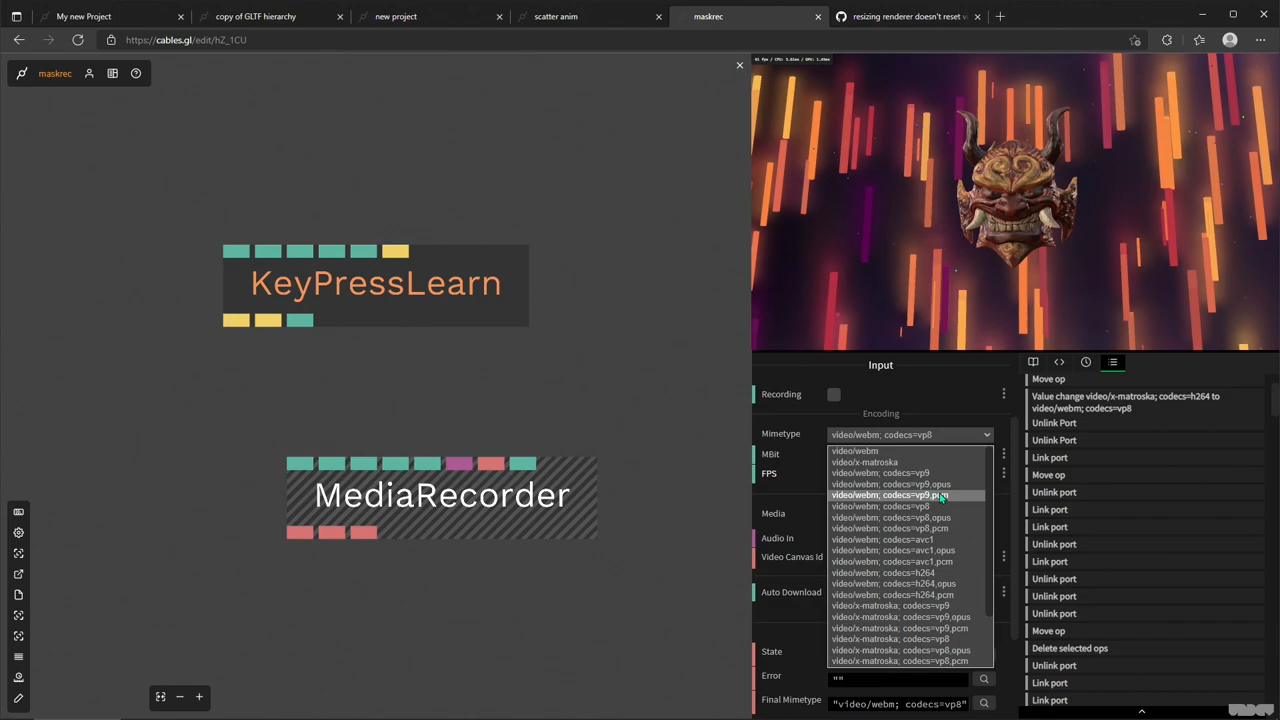 My new Project
copy of GLTF hierarchy
new project
scatter anim
maskrec
resizing renderer doesn't reset vi
https://cables.gl/edit/hZ_1CU
maskrec
KeyPressLearn
MediaRecorder
Input
Recording
Encoding
Mimetype
video/webm; codecs=vp8
MBit
FPS
Media
Audio In
Video Canvas Id
Auto Download
State
Error
""
Final Mimetype
"video/webm; codecs=vp8"
video/webm
video/x-matroska
video/webm; codecs=vp9
video/webm; codecs=vp9,opus
video/webm; codecs=vp9,pcm
video/webm; codecs=vp8
video/webm; codecs=vp8,opus
video/webm; codecs=vp8,pcm
video/webm; codecs=avc1
video/webm; codecs=avc1,opus
video/webm; codecs=avc1,pcm
video/webm; codecs=h264
video/webm; codecs=h264,opus
video/webm; codecs=h264,pcm
video/x-matroska; codecs=vp9
video/x-matroska; codecs=vp9,opus
video/x-matroska; codecs=vp9,pcm
video/x-matroska; codecs=vp8
video/x-matroska; codecs=vp8,opus
video/x-matroska; codecs=vp8,pcm
Move op
Value change video/x-matroska; codecs=h264 to
video/webm; codecs=vp8
Unlink Port
Unlink Port
Link port
Move op
Unlink port
Link port
Link port
Unlink port
Link port
Unlink port
Link port
Unlink port
Move op
Delete selected ops
Unlink port
Link port
Link port